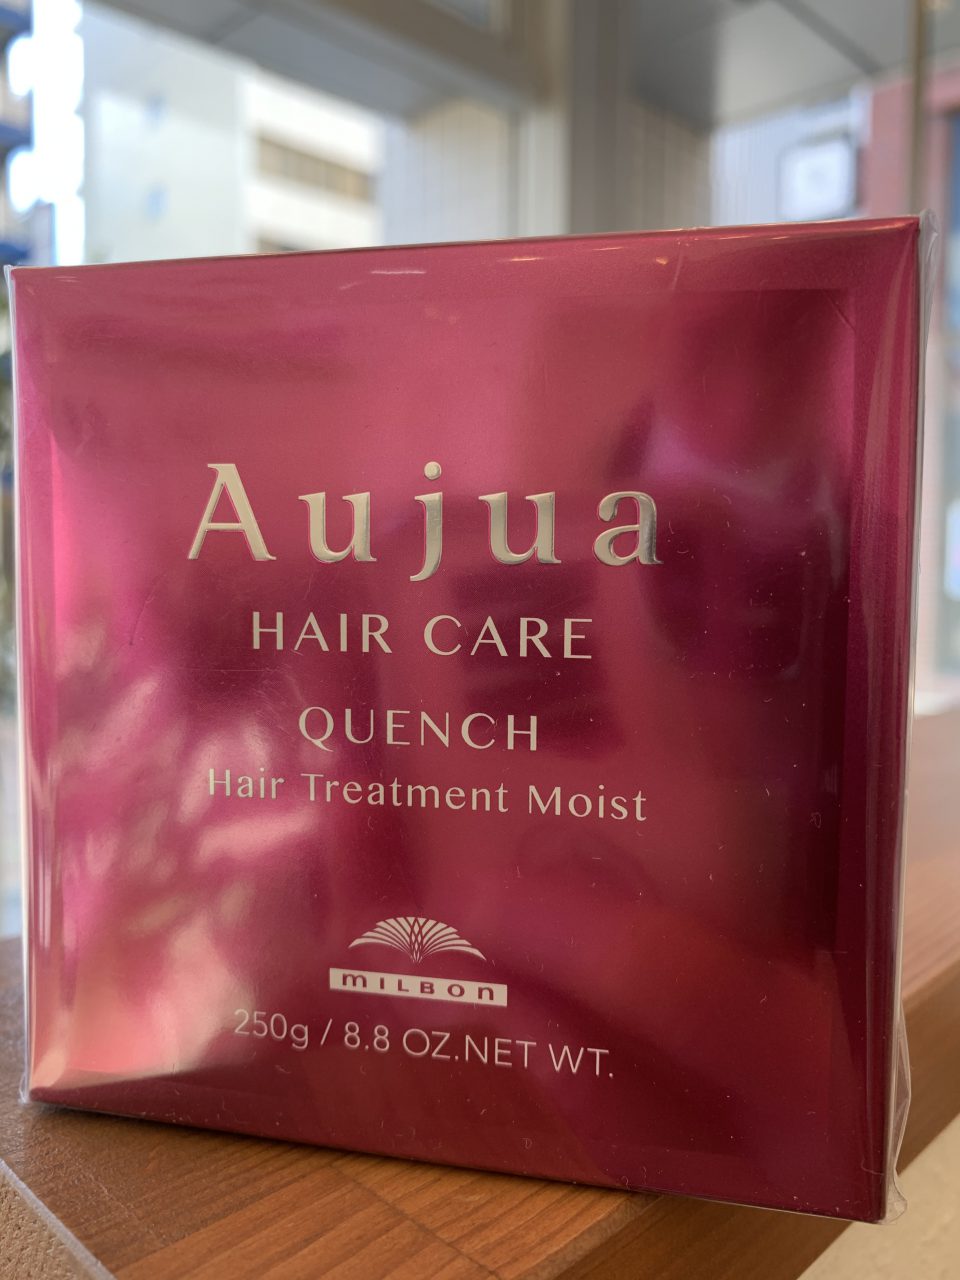 Aujua
HAIR CARE
QUENCH
Hair Treatment Moist
MILBON
250g / 8.8 OZ.NET WT.